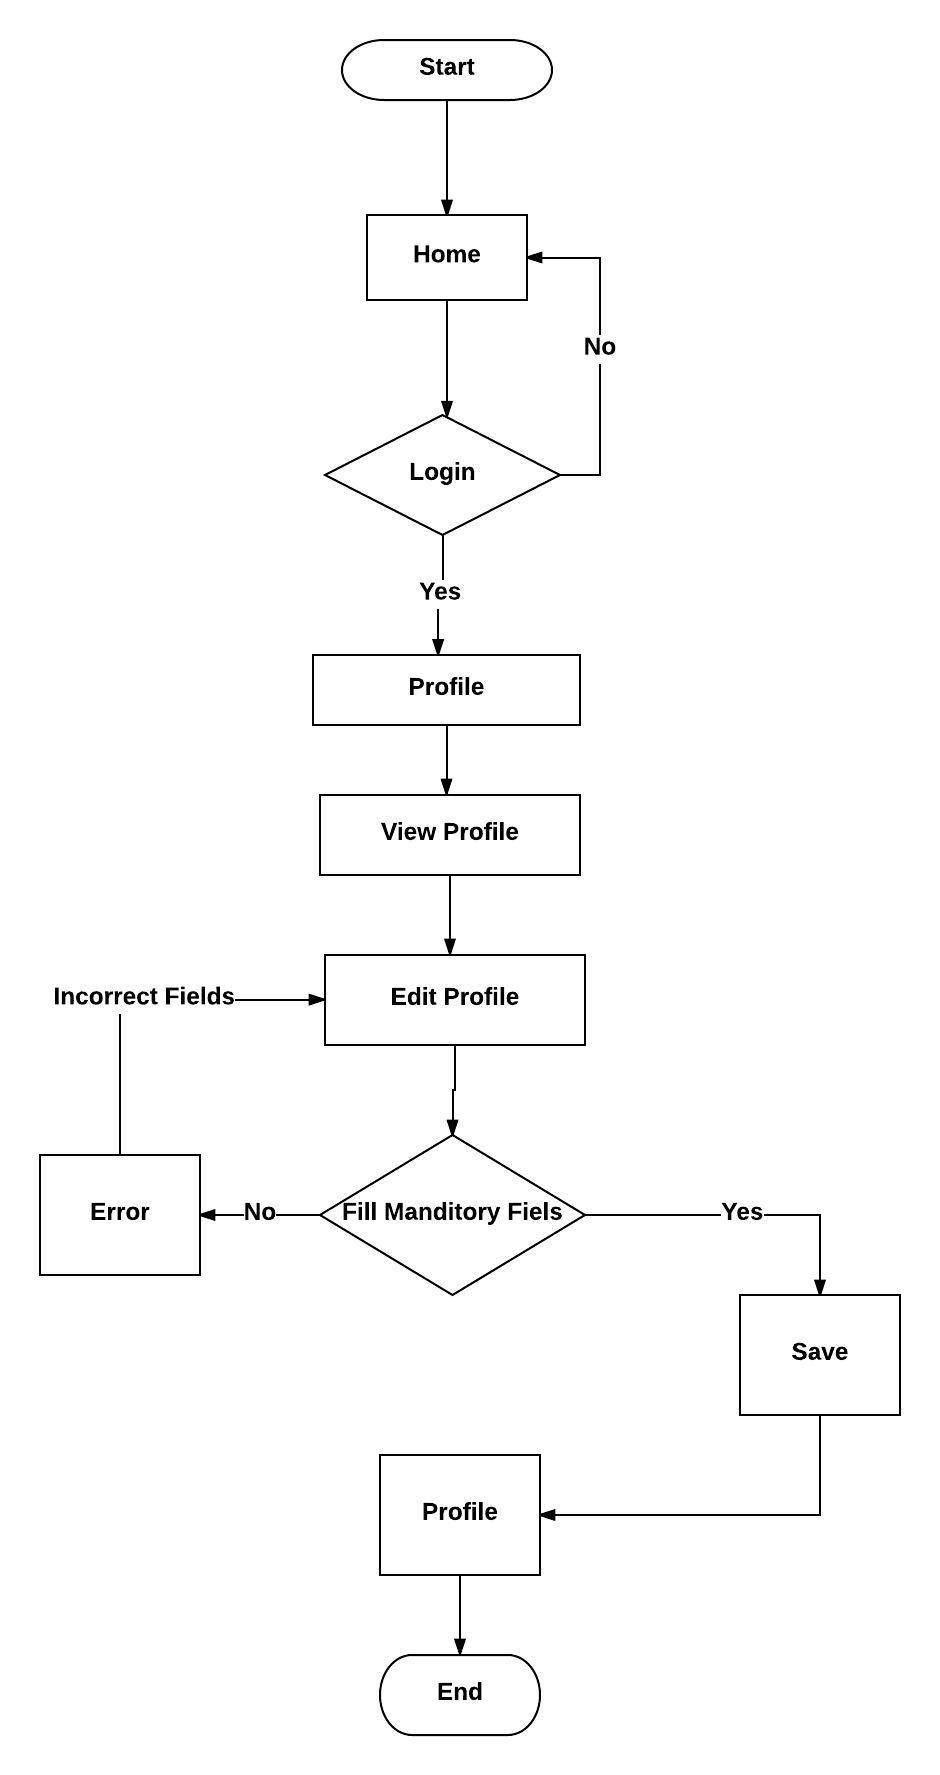 Start
Home
No
Login
Yes
Profile
View Profile
Incorrect Fields
Edit Profile
Error
No
Fill Manditory Fiels
Yes
Save
Profile
End